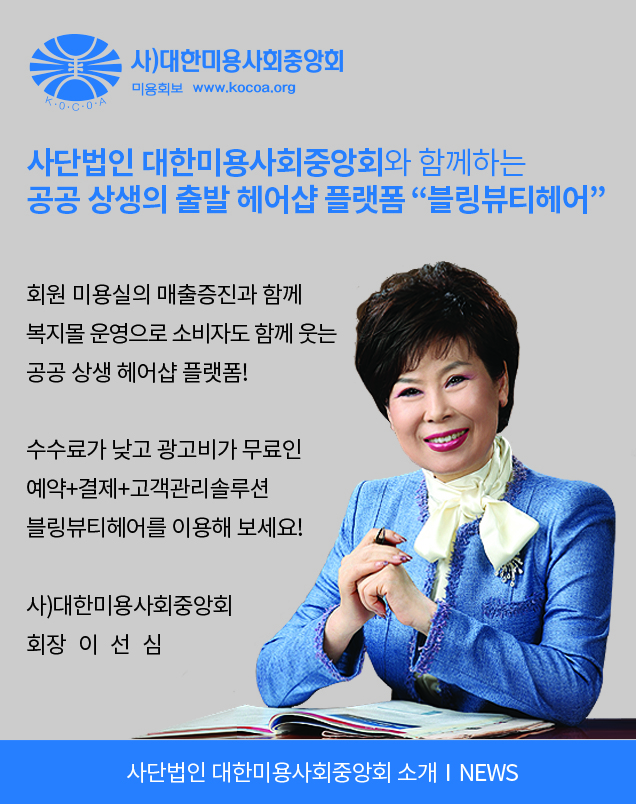 사)대한미용사회중앙회
미용회보 www.kocoa.org
K·O·C·O·A
사단법인 대한미용사회중앙회와 함께하는
공공 상생의 출발 헤어샵 플랫폼 “블링뷰티헤어”
회원 미용실의 매출증진과 함께
복지몰 운영으로 소비자도 함께 웃는
공공 상생 헤어샵 플랫폼!
수수료가 낮고 광고비가 무료인
예약+결제+고객관리솔루션
블링뷰티헤어를 이용해 보세요!
사)대한미용사회중앙회
회장 이 선 심
사단법인 대한미용사회중앙회 소개 I NEWS